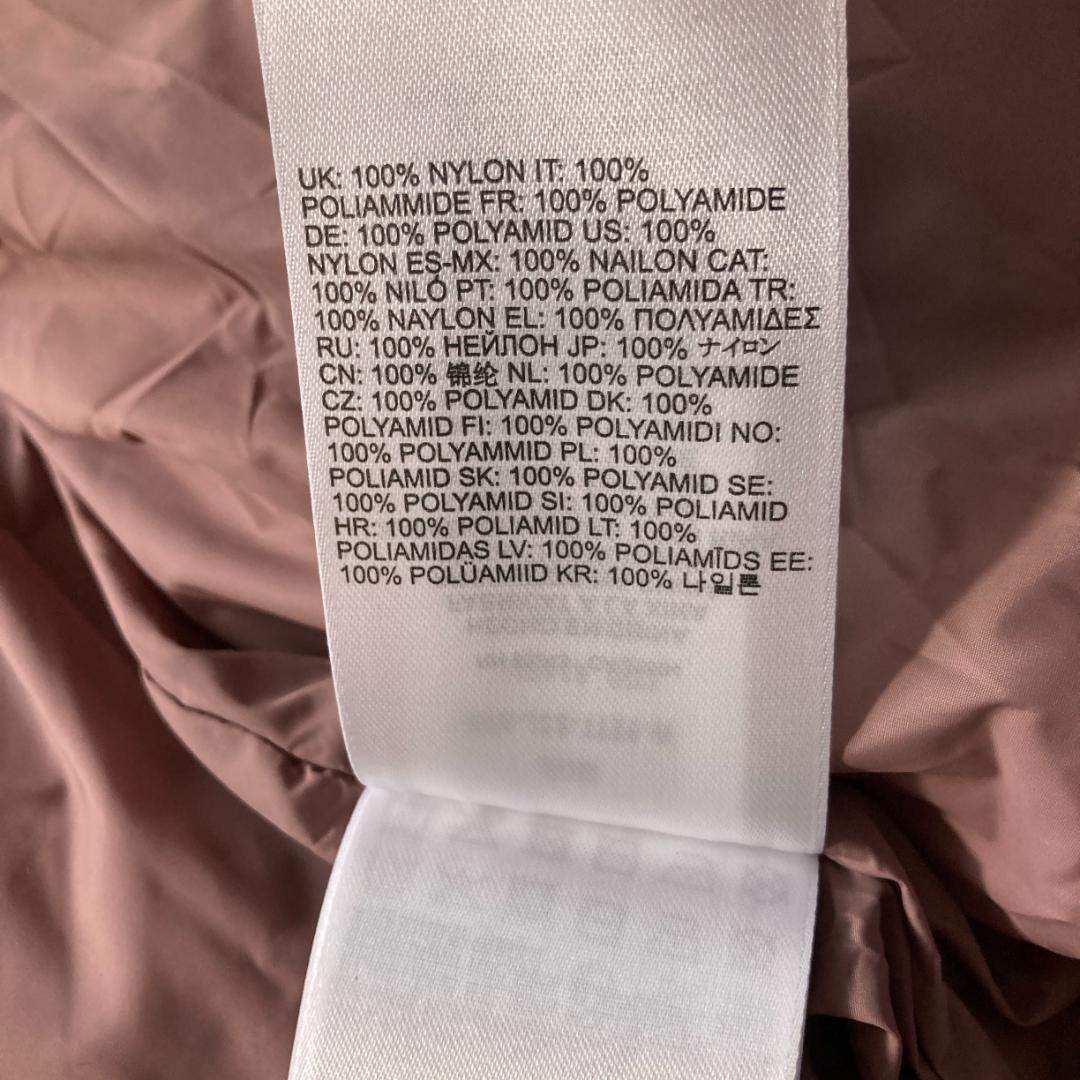 UK: 100% NYLON IT: 100%
POLIAMMIDE FR: 100% POLYAMIDE
DE: 100% POLYAMID US: 100%
NYLON ES-MX: 100% NAILON CAT:
100% NILÓ PT: 100% POLIAMIDA TR:
100% NAYLON EL: 100% ΠΟΛΥΑΜΙΔΕΣ
RU: 100% НЕЙЛОН JP: 100% ナイロン
CN: 100% 锦纶 NL: 100% POLYAMIDE
CZ: 100% POLYAMID DK: 100%
POLYAMID FI: 100% POLYAMIDI NO:
100% POLYAMMID PL: 100%
POLIAMID SK: 100% POLYAMID SE:
100% POLYAMID SI: 100% POLIAMID
HR: 100% POLIAMID LT: 100%
POLIAMIDAS LV: 100% POLIAMĪDS EE:
100% POLÜAMIID KR: 100% 나일론